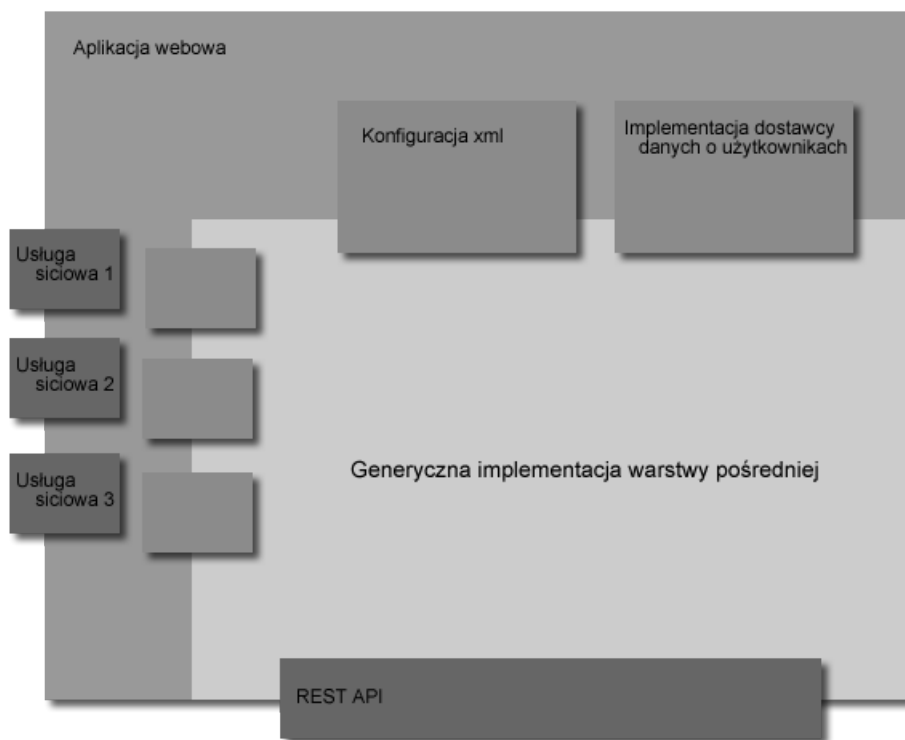 Aplikacja webowa
Konfiguracja xml
Implementacja dostawcy
danych o użytkownikach
Usługa
siciowa 1
Usługa
siciowa 2
Usługa
siciowa 3
Generyczna implementacja warstwy pośredniej
REST API